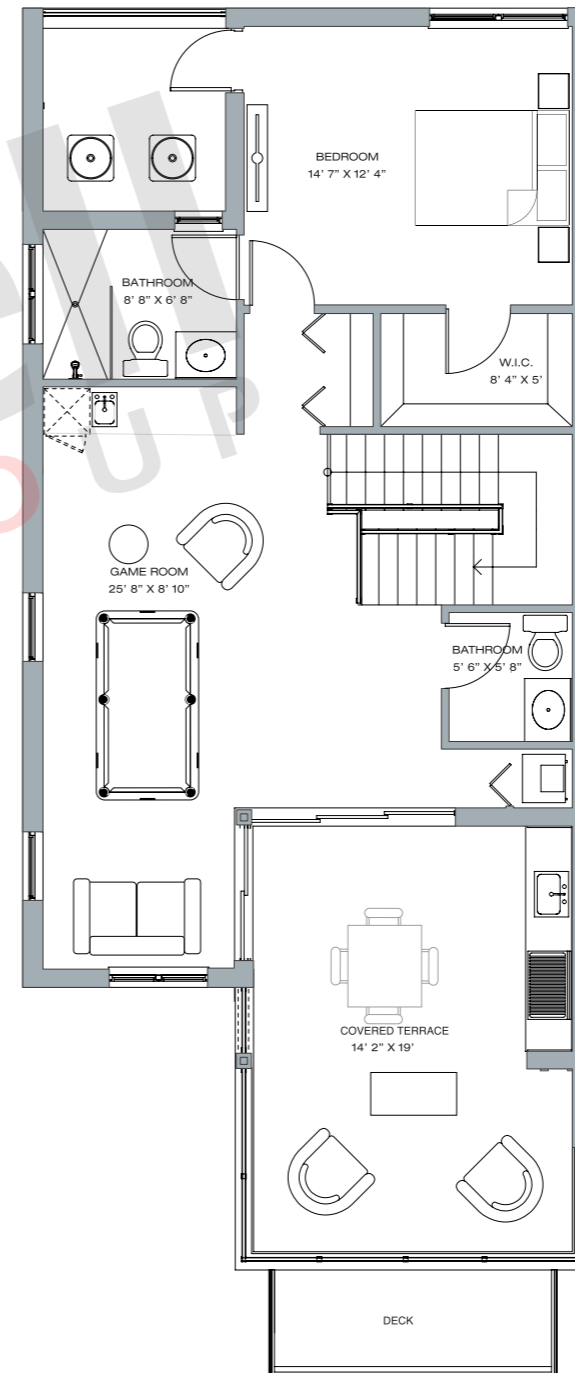 BEDROOM
14' 7" X 12' 4"
BATHROOM
8' 8" X 6' 8"
W.I.C.
8' 4" X 5'
GAME ROOM
25' 8" X 8' 10"
BATHROOM
5' 6" X 5' 8"
COVERED TERRACE
14' 2" X 19'
DECK